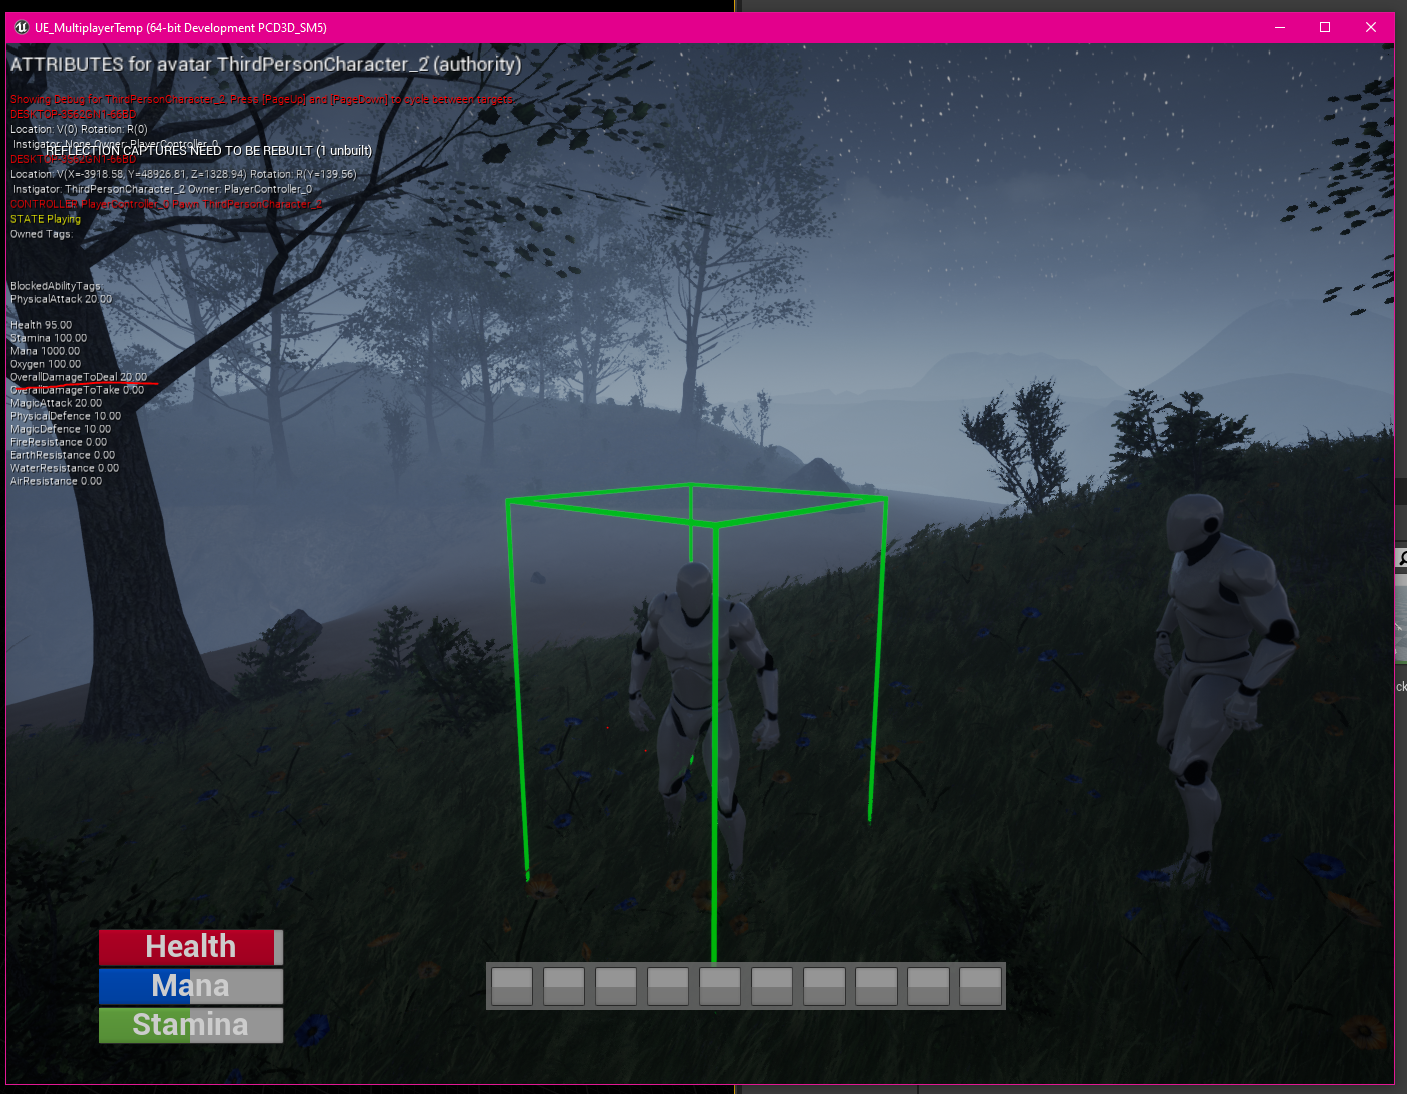 UE_MultiplayerTemp (64-bit Development PCD3D_SM5)
ATTRIBUTES for avatar ThirdPersonCharacter_2 (authority)
Showing Debug for ThirdPersonCharacter_2, Press [PageUp] and [PageDown] to cycle between targets.
Location: V(0) Rotation: R(0)
Instigator: None Owner: PlayerController_0
REFLECTION CAPTURES NEED TO BE REBUILT (1 unbuilt)
Location: V(X=-3918.58, Y=48926.81, Z=1328.94) Rotation: R(Y=139.56)
Instigator: ThirdPersonCharacter_2 Owner: PlayerController_0
CONTROLLER PlayerController_0 Pawn ThirdPersonCharacter_2
STATE Playing
Owned Tags:
BlockedAbilityTags:
PhysicalAttack 20.00
Health 95.00
Stamina 100.00
Mana 1000.00
Oxygen 100.00
OverallDamageToDeal 20.00
OverallDamageToTake 0.00
MagicAttack 20.00
PhysicalDefence 10.00
MagicDefence 10.00
FireResistance 0.00
EarthResistance 0.00
WaterResistance 0.00
AirResistance 0.00
Health
Mana
Stamina
ck